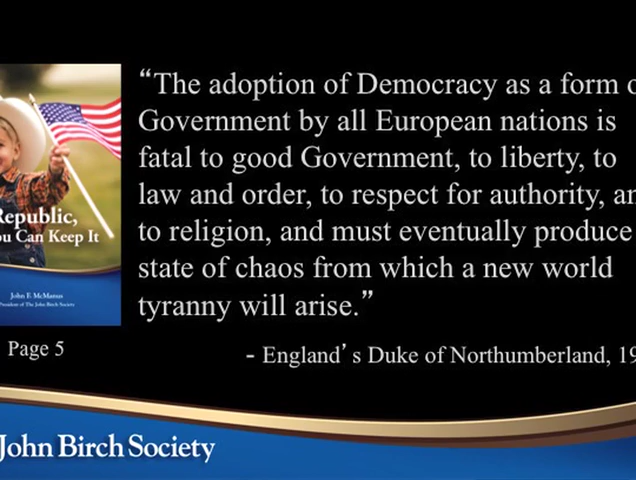 “The adoption of Democracy as a form o
Government by all European nations is
fatal to good Government, to liberty, to
law and order, to respect for authority, an
to religion, and must eventually produce
state of chaos from which a new world
tyranny will arise.”
- England’s Duke of Northumberland, 19
Republic,
ou Can Keep It
John F. McManus
President of The John Birch Society
Page 5
John Birch Society